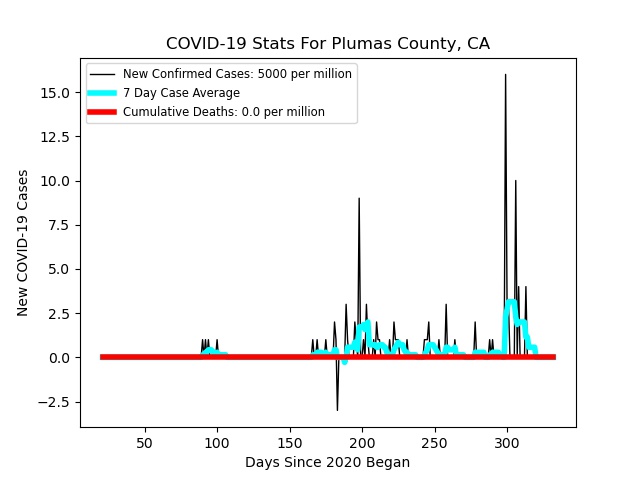 COVID-19 Stats For Plumas County, CA
New Confirmed Cases: 5000 per million
7 Day Case Average
Cumulative Deaths: 0.0 per million
15.0
12.5
10.0
7.5
5.0
2.5
0.0
−2.5
New COVID-19 Cases
50 100 150 200 250 300
Days Since 2020 Began